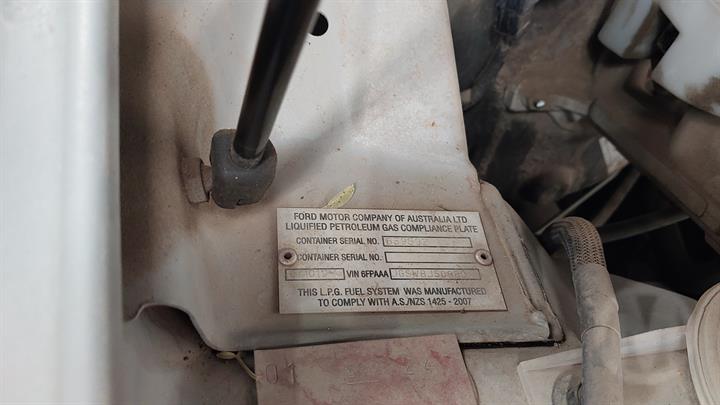 FORD MOTOR COMPANY OF AUSTRALIA LTD
LIQUIFIED PETROLEUM GAS COMPLIANCE PLATE
CONTAINER SERIAL NO.
CONTAINER SERIAL NO.
VIN 6FPAAA
THIS L.P.G. FUEL SYSTEM WAS MANUFACTURED
TO COMPLY WITH A.S./NZS 1425 - 2007
01